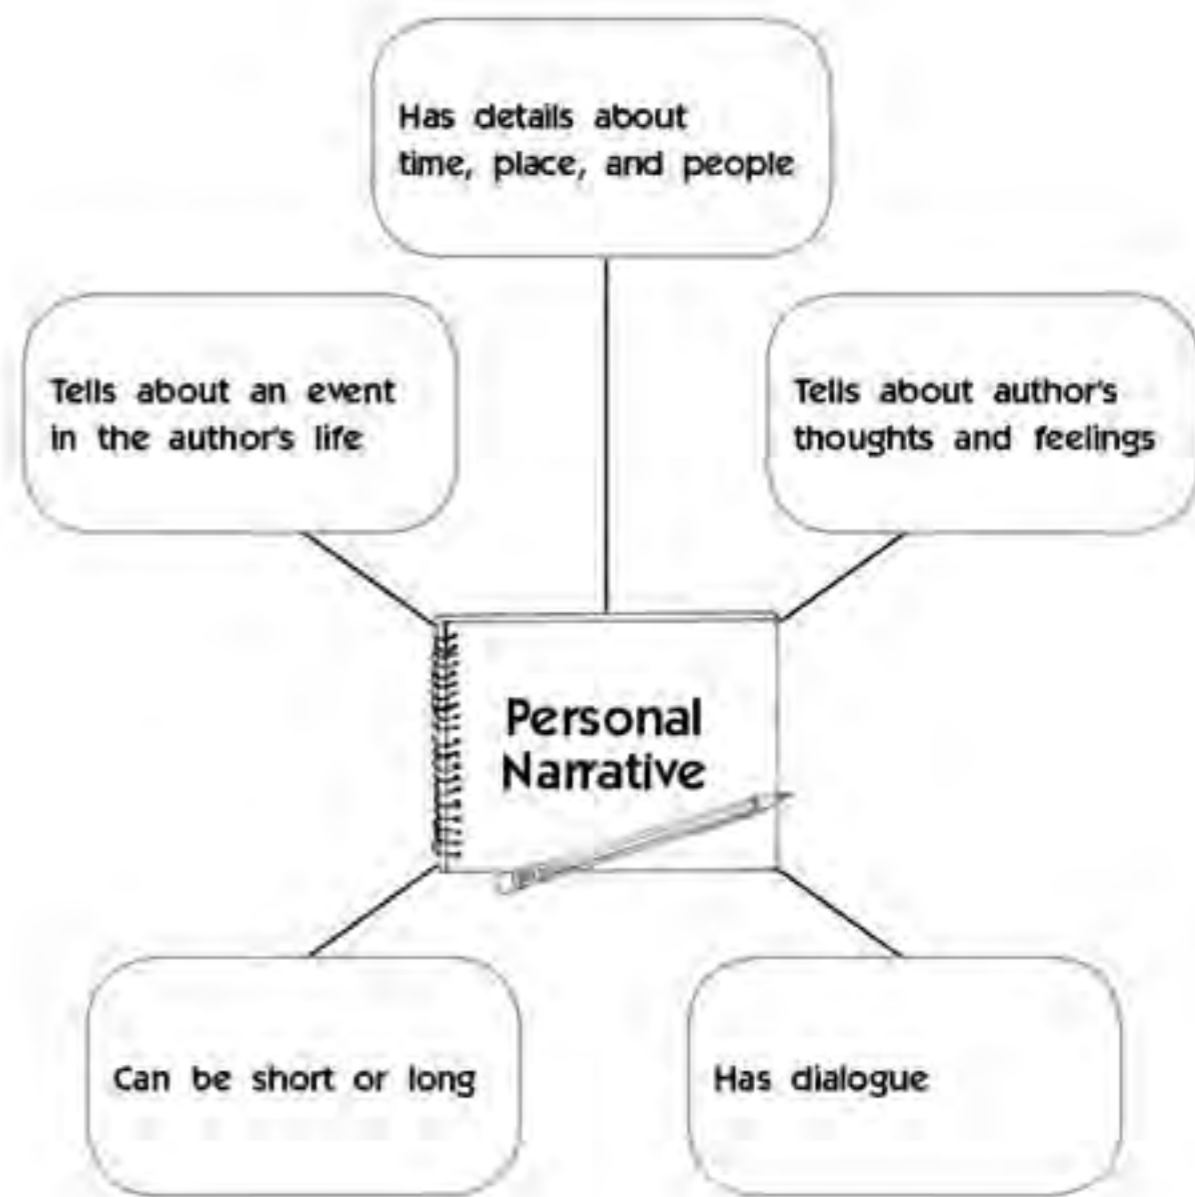 Has details about
time, place, and people
Tells about an event
in the author's life
Tells about author's
thoughts and feelings
Personal
Narrative
Can be short or long
Has dialogue